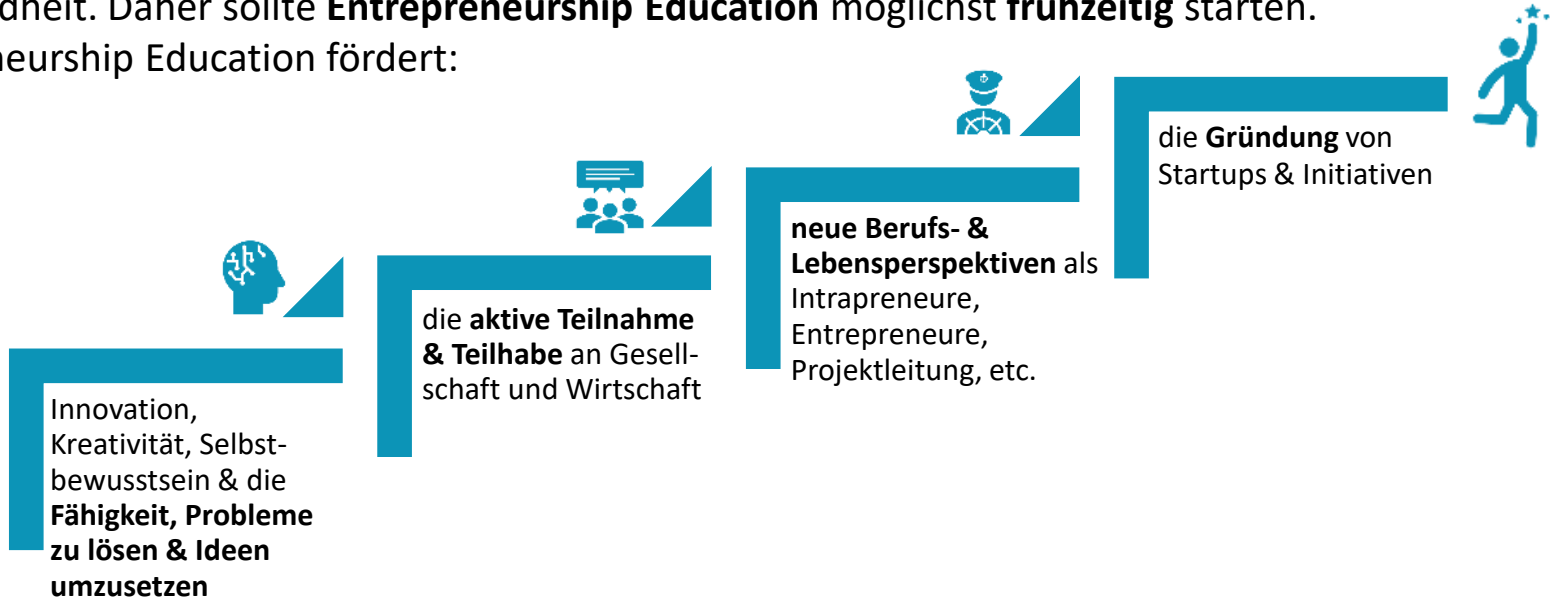 dheit. Daher sollte Entrepreneurship Education möglichst frühzeitig starten.
neurship Education fördert:
die Gründung von
Startups & Initiativen
neue Berufs- &
Lebensperspektiven als
Intrapreneure,
Entrepreneure,
Projektleitung, etc.
die aktive Teilnahme
& Teilhabe an Gesell-
schaft und Wirtschaft
Innovation,
Kreativität, Selbst-
bewusstsein & die
Fähigkeit, Probleme
zu lösen & Ideen
umzusetzen